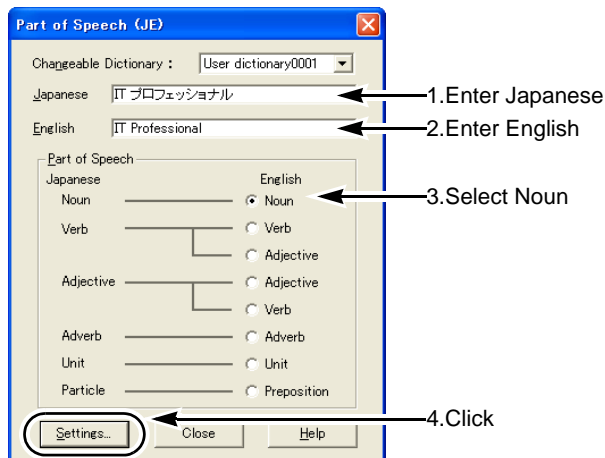 Part of Speech (JE)
Changeable Dictionary : User dictionary0001
Japanese IT プロフェッショナル 1.Enter Japanese
English IT Professional 2.Enter English
Part of Speech
Japanese English
Noun Noun 3.Select Noun
Verb Verb
Adjective
Adjective Adjective
Verb
Adverb Adverb
Unit Unit
Particle Preposition
Settings... Close Help 4.Click